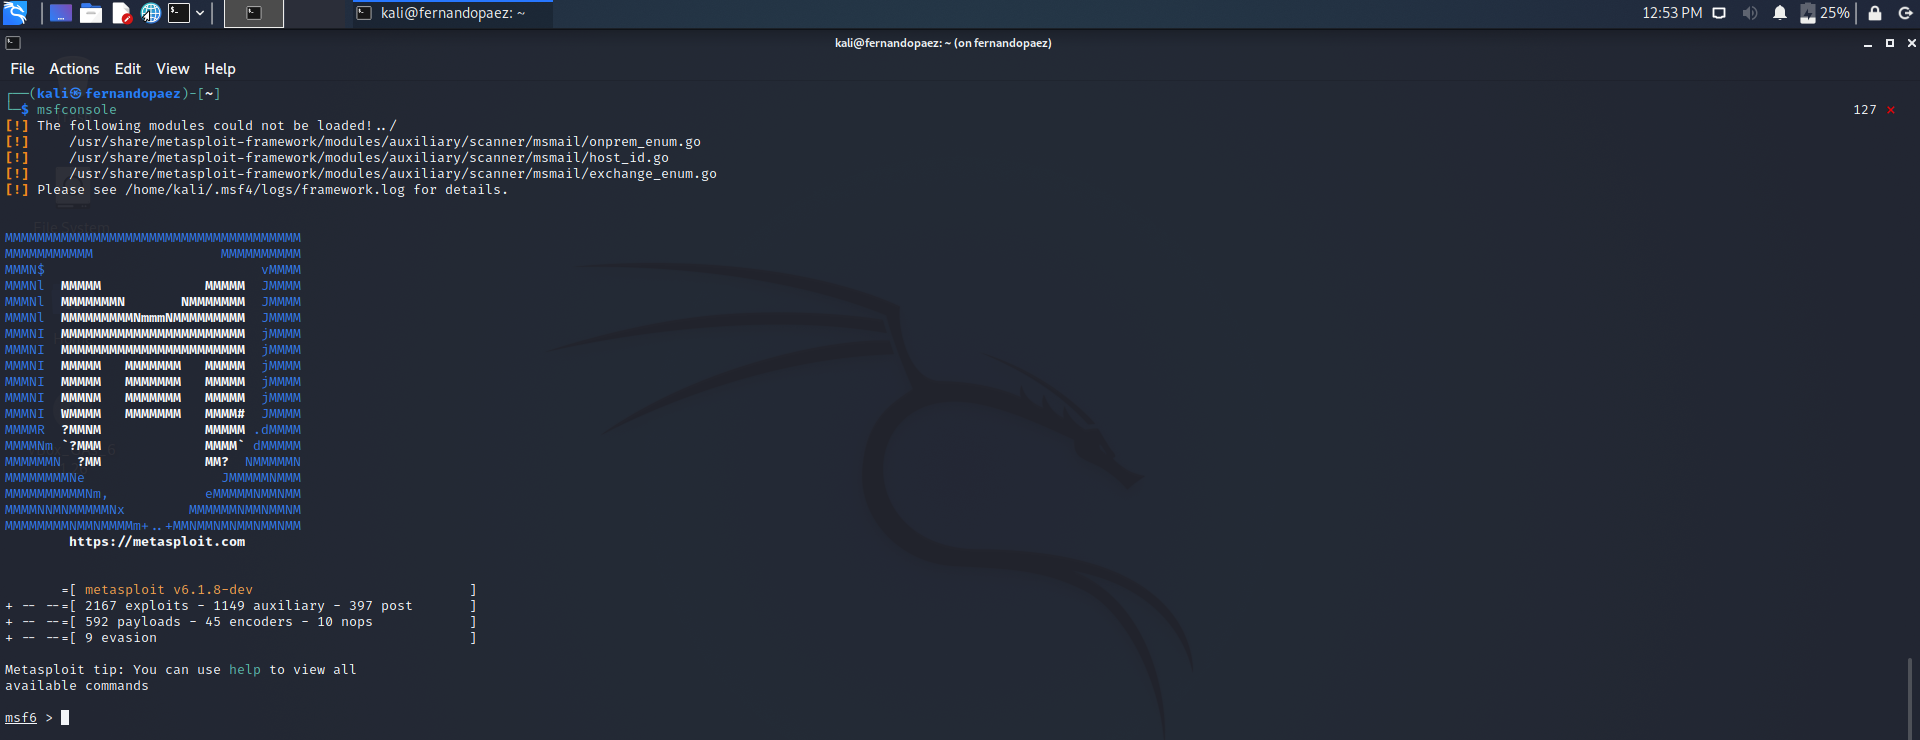 kali@fernandopaez: ~
12:53 PM
25%
kali@fernandopaez: ~ (on fernandopaez)
File Actions Edit View Help
┌──(kali㉿fernandopaez)-[~]
└─$ msfconsole 127 ⨯
[!] The following modules could not be loaded!../
[!]     /usr/share/metasploit-framework/modules/auxiliary/scanner/msmail/onprem_enum.go
[!]     /usr/share/metasploit-framework/modules/auxiliary/scanner/msmail/host_id.go
[!]     /usr/share/metasploit-framework/modules/auxiliary/scanner/msmail/exchange_enum.go
[!] Please see /home/kali/.msf4/logs/framework.log for details.
File System
MMMMMMMMMMMMMMMMMMMMMMMMMMMMMMMMMMMMM
MMMMMMMMMMM                MMMMMMMMMM
MMMN$                           vMMMM
MMMNl  MMMMM             MMMMM  JMMMM
MMMNl  MMMMMMMN       NMMMMMMM  JMMMM
MMMNl  MMMMMMMMMNmmmNMMMMMMMMM  JMMMM
MMMNI  MMMMMMMMMMMMMMMMMMMMMMM  jMMMM
MMMNI  MMMMMMMMMMMMMMMMMMMMMMM  jMMMM
MMMNI  MMMMM   MMMMMMM   MMMMM  jMMMM
MMMNI  MMMMM   MMMMMMM   MMMMM  jMMMM
MMMNI  MMMNM   MMMMMMM   MMMMM  jMMMM
MMMNI  WMMMM   MMMMMMM   MMMM#  JMMMM
MMMMR  ?MMNM             MMMMM .dMMMM
MMMMNm `?MMM             MMMM` dMMMMM
MMMMMMN  ?MM             MM?  NMMMMMN
MMMMMMMMNe                 JMMMMMNMMM
MMMMMMMMMMNm,            eMMMMMNMMNMM
MMMMNNMNMMMMMNx        MMMMMMNMMNMMNM
MMMMMMMMNMMNMMMMm+..+MMNMMNMNMMNMMNMM
        https://metasploit.com
       =[ metasploit v6.1.8-dev                           ]
+ -- --=[ 2167 exploits - 1149 auxiliary - 397 post       ]
+ -- --=[ 592 payloads - 45 encoders - 10 nops            ]
+ -- --=[ 9 evasion                                       ]
Metasploit tip: You can use help to view all
available commands
msf6 >